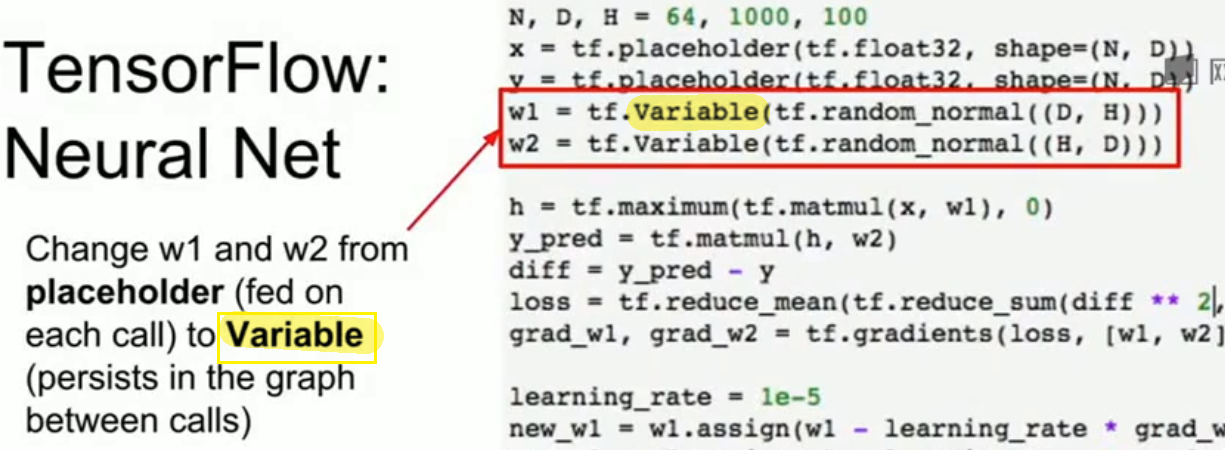 TensorFlow:
Neural Net
Change w1 and w2 from
placeholder (fed on
each call) to Variable
(persists in the graph
between calls)
N, D, H = 64, 1000, 100
x = tf.placeholder(tf.float32, shape=(N, D))
y = tf.placeholder(tf.float32, shape=(N, D))
w1 = tf.Variable(tf.random_normal((D, H)))
w2 = tf.Variable(tf.random_normal((H, D)))
h = tf.maximum(tf.matmul(x, w1), 0)
y_pred = tf.matmul(h, w2)
diff = y_pred - y
loss = tf.reduce_mean(tf.reduce_sum(diff ** 2,
grad_w1, grad_w2 = tf.gradients(loss, [w1, w2]
learning_rate = 1e-5
new_w1 = w1.assign(w1 - learning_rate * grad_w